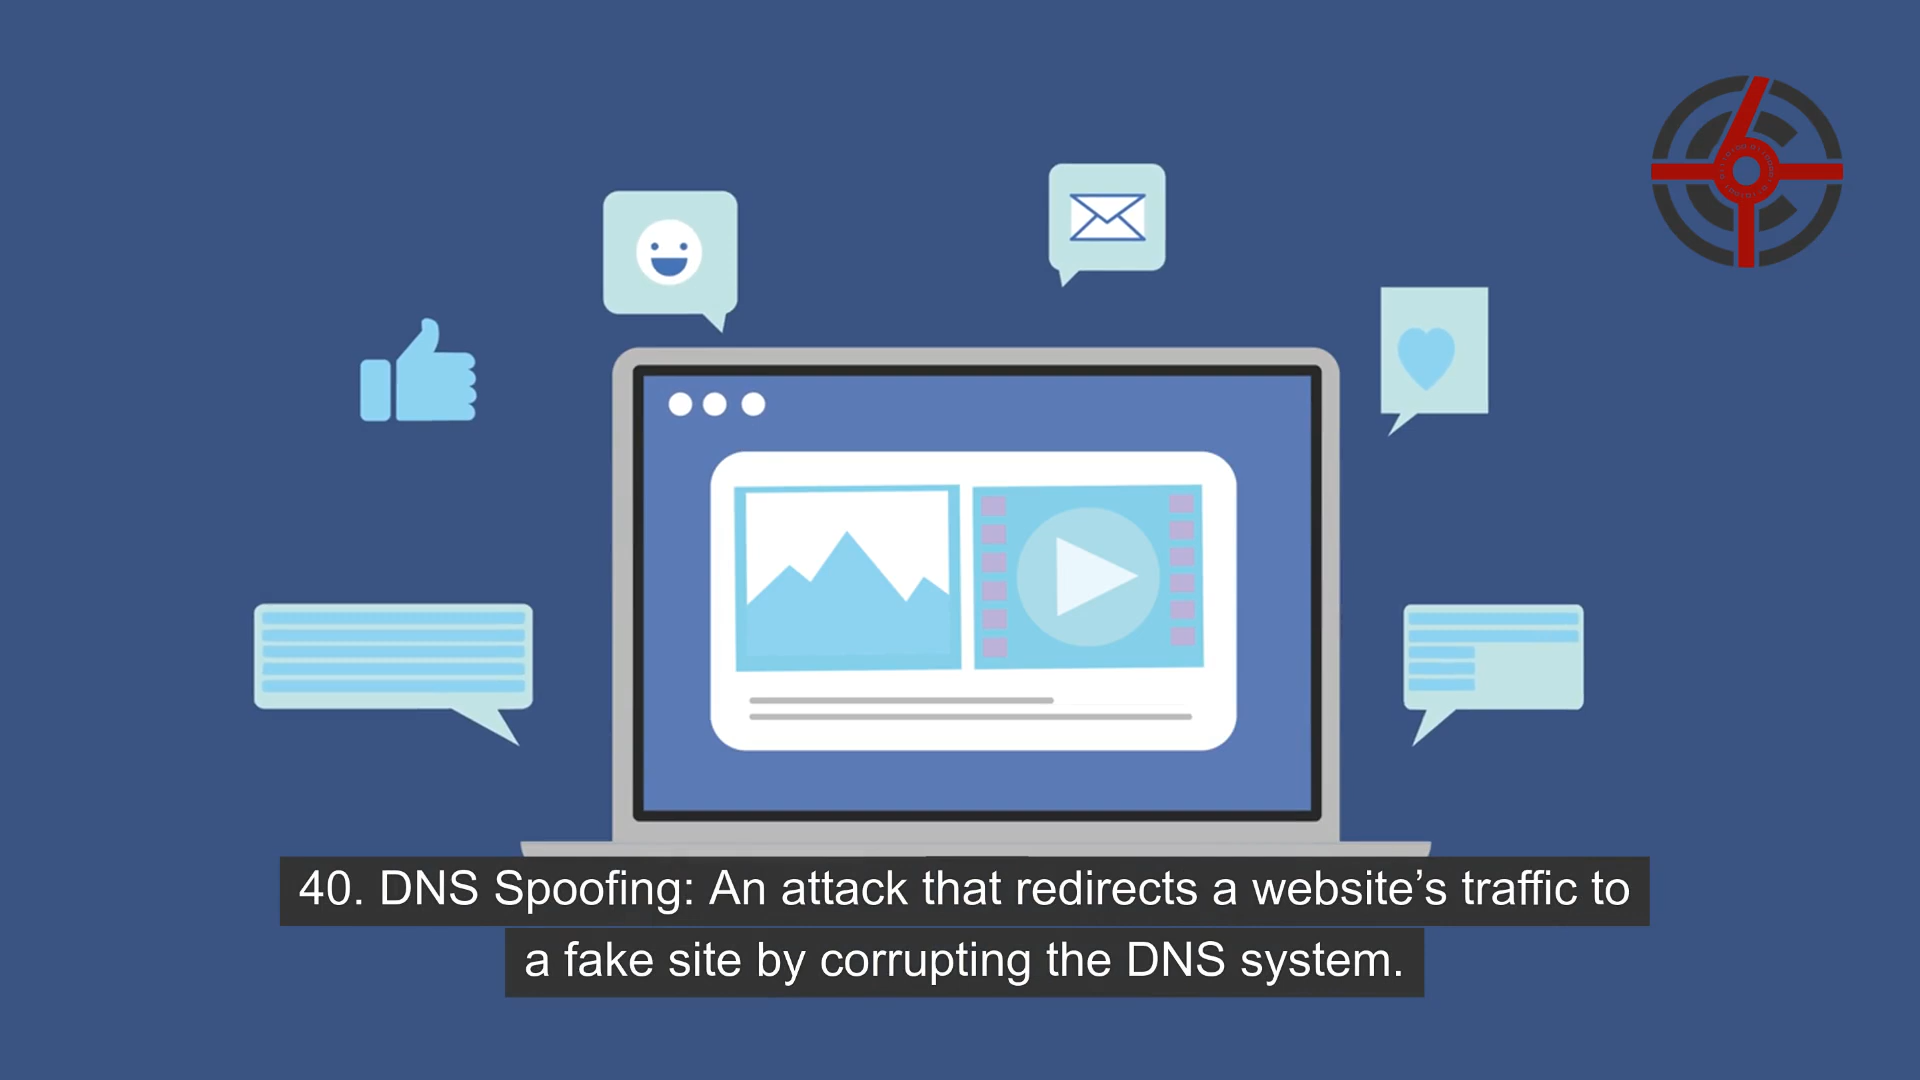 40. DNS Spoofing: An attack that redirects a website’s traffic to
a fake site by corrupting the DNS system.